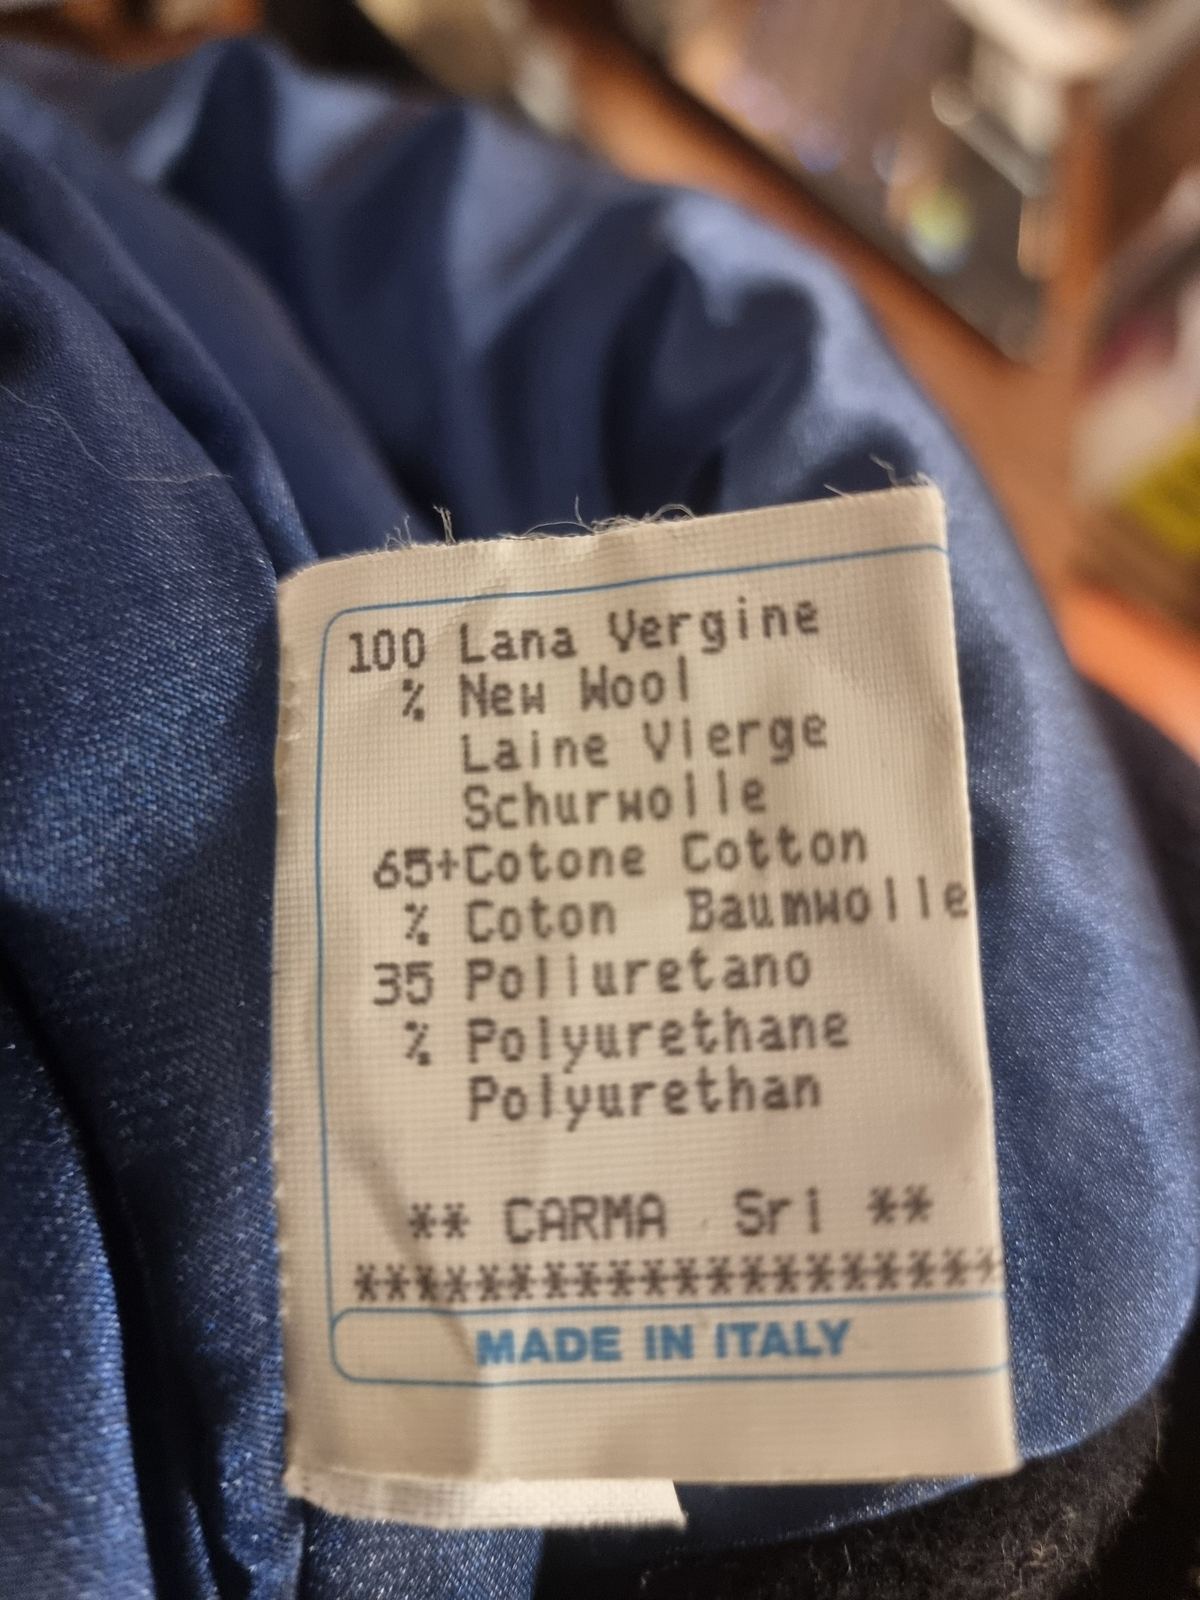 100 Lana Vergine
% New Wool
Laine Vierge
Schurwolle
65+Cotone Cotton
% Coton Baumwolle
35 Poliuretano
% Polyurethane
Polyurethan
** CARMA Srl **
*********************
MADE IN ITALY